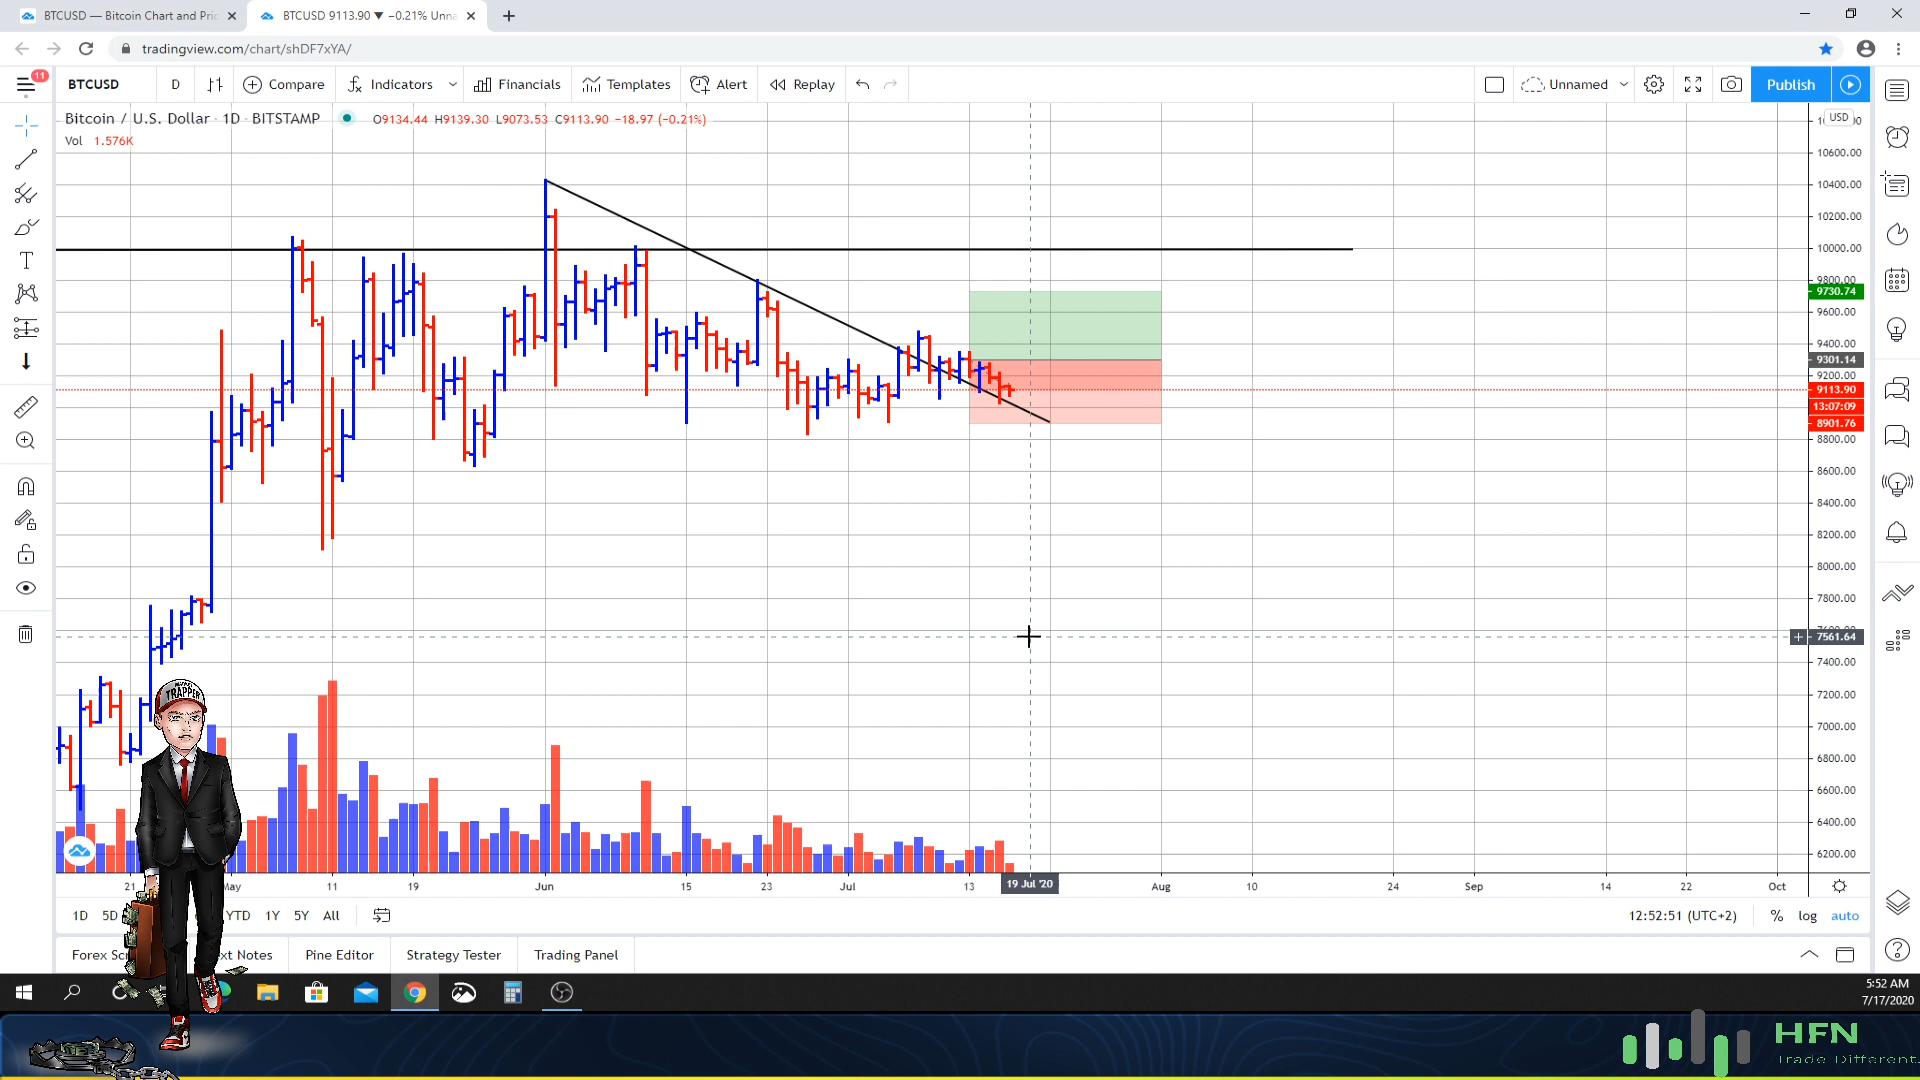 BTCUSD — Bitcoin Chart and Pric
BTCUSD 9113.90 ▼ −0.21% Unna
tradingview.com/chart/shDF7xYA/
11
BTCUSD D Compare Indicators Financials Templates Alert Replay Unnamed Publish
Bitcoin / U.S. Dollar · 1D · BITSTAMP O9134.44 H9139.30 L9073.53 C9113.90 −18.97 (−0.21%)
Vol 1.576K
USD
10600.00
10400.00
10200.00
10000.00
9800.00
9730.74
9600.00
9400.00
9301.14
9200.00
9113.90
13:07:09
8901.76
8800.00
8600.00
8400.00
8200.00
8000.00
7800.00
7561.64
7400.00
7200.00
7000.00
6800.00
6600.00
6400.00
6200.00
TRAPPER
21 May 11 19 Jun 15 23 Jul 13 19 Jul '20 Aug 10 24 Sep 14 22 Oct
1D 5D YTD 1Y 5Y All 12:52:51 (UTC+2) % log auto
Forex Sc ext Notes Pine Editor Strategy Tester Trading Panel
5:52 AM
7/17/2020
HFN
Trade Different.